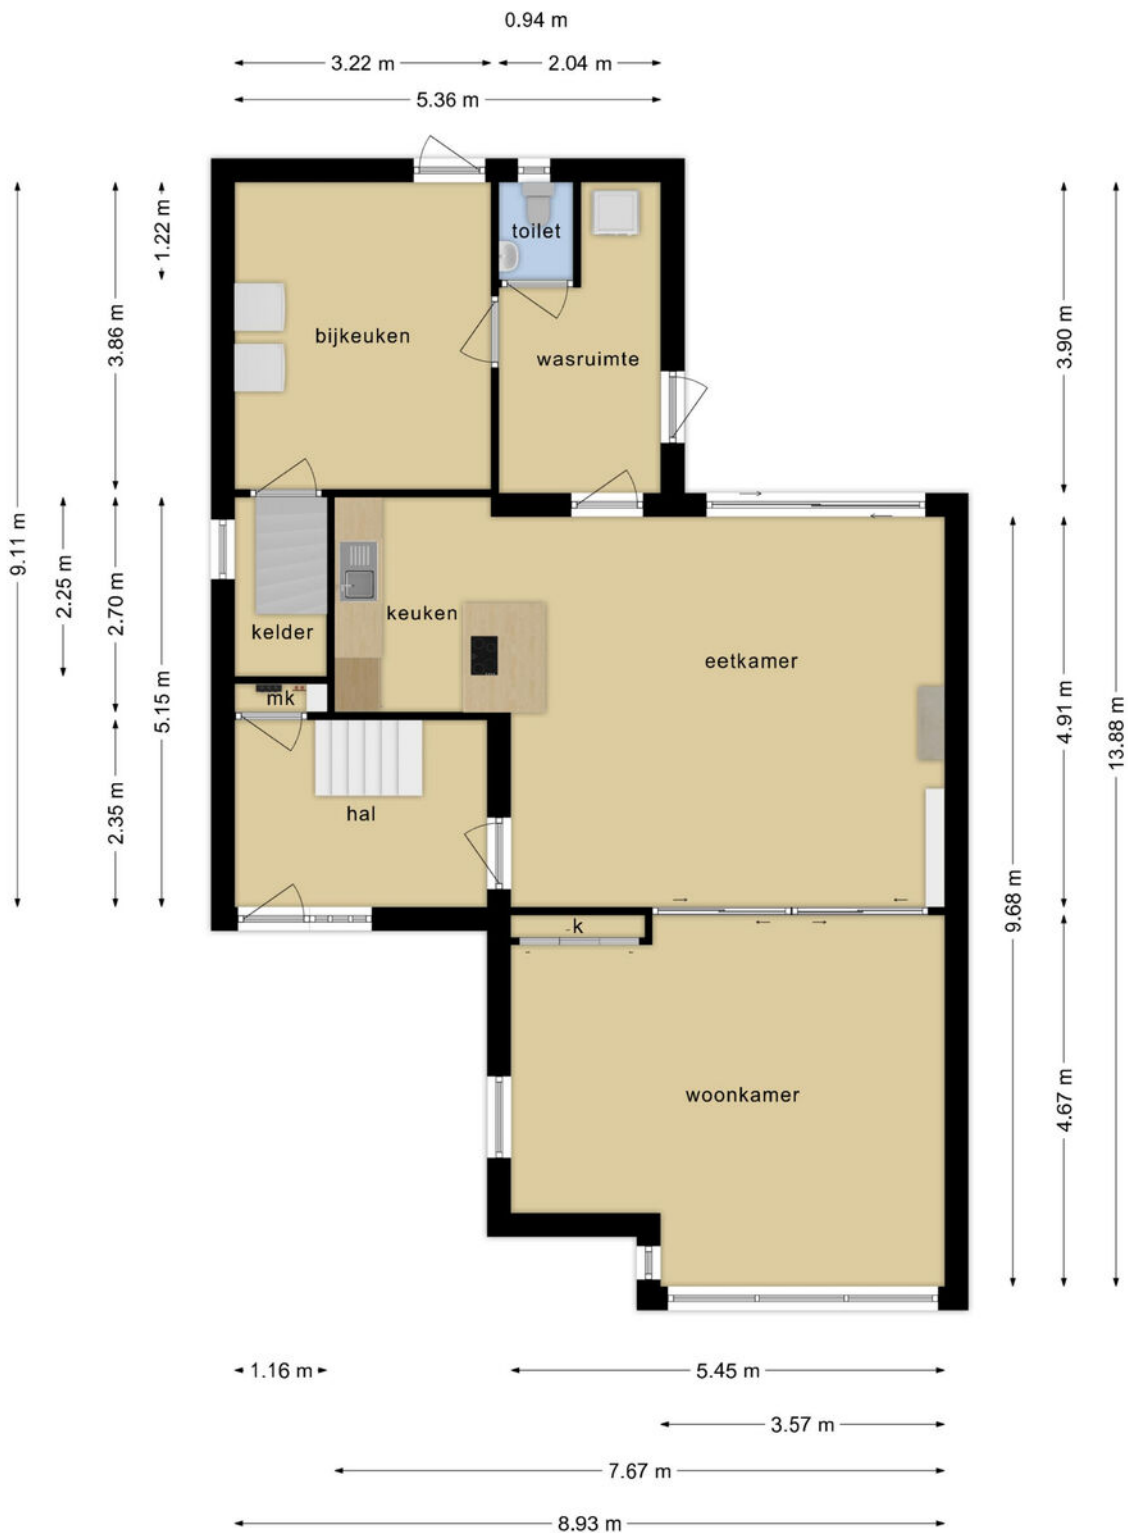 0.94 m
3.22 m
2.04 m
5.36 m
1.22 m
toilet
3.86 m
3.90 m
bijkeuken
wasruimte
9.11 m
2.25 m
2.70 m
keuken
kelder
eetkamer
5.15 m
4.91 m
13.88 m
mk
2.35 m
hal
9.68 m
k
woonkamer
4.67 m
1.16 m
5.45 m
3.57 m
7.67 m
8.93 m